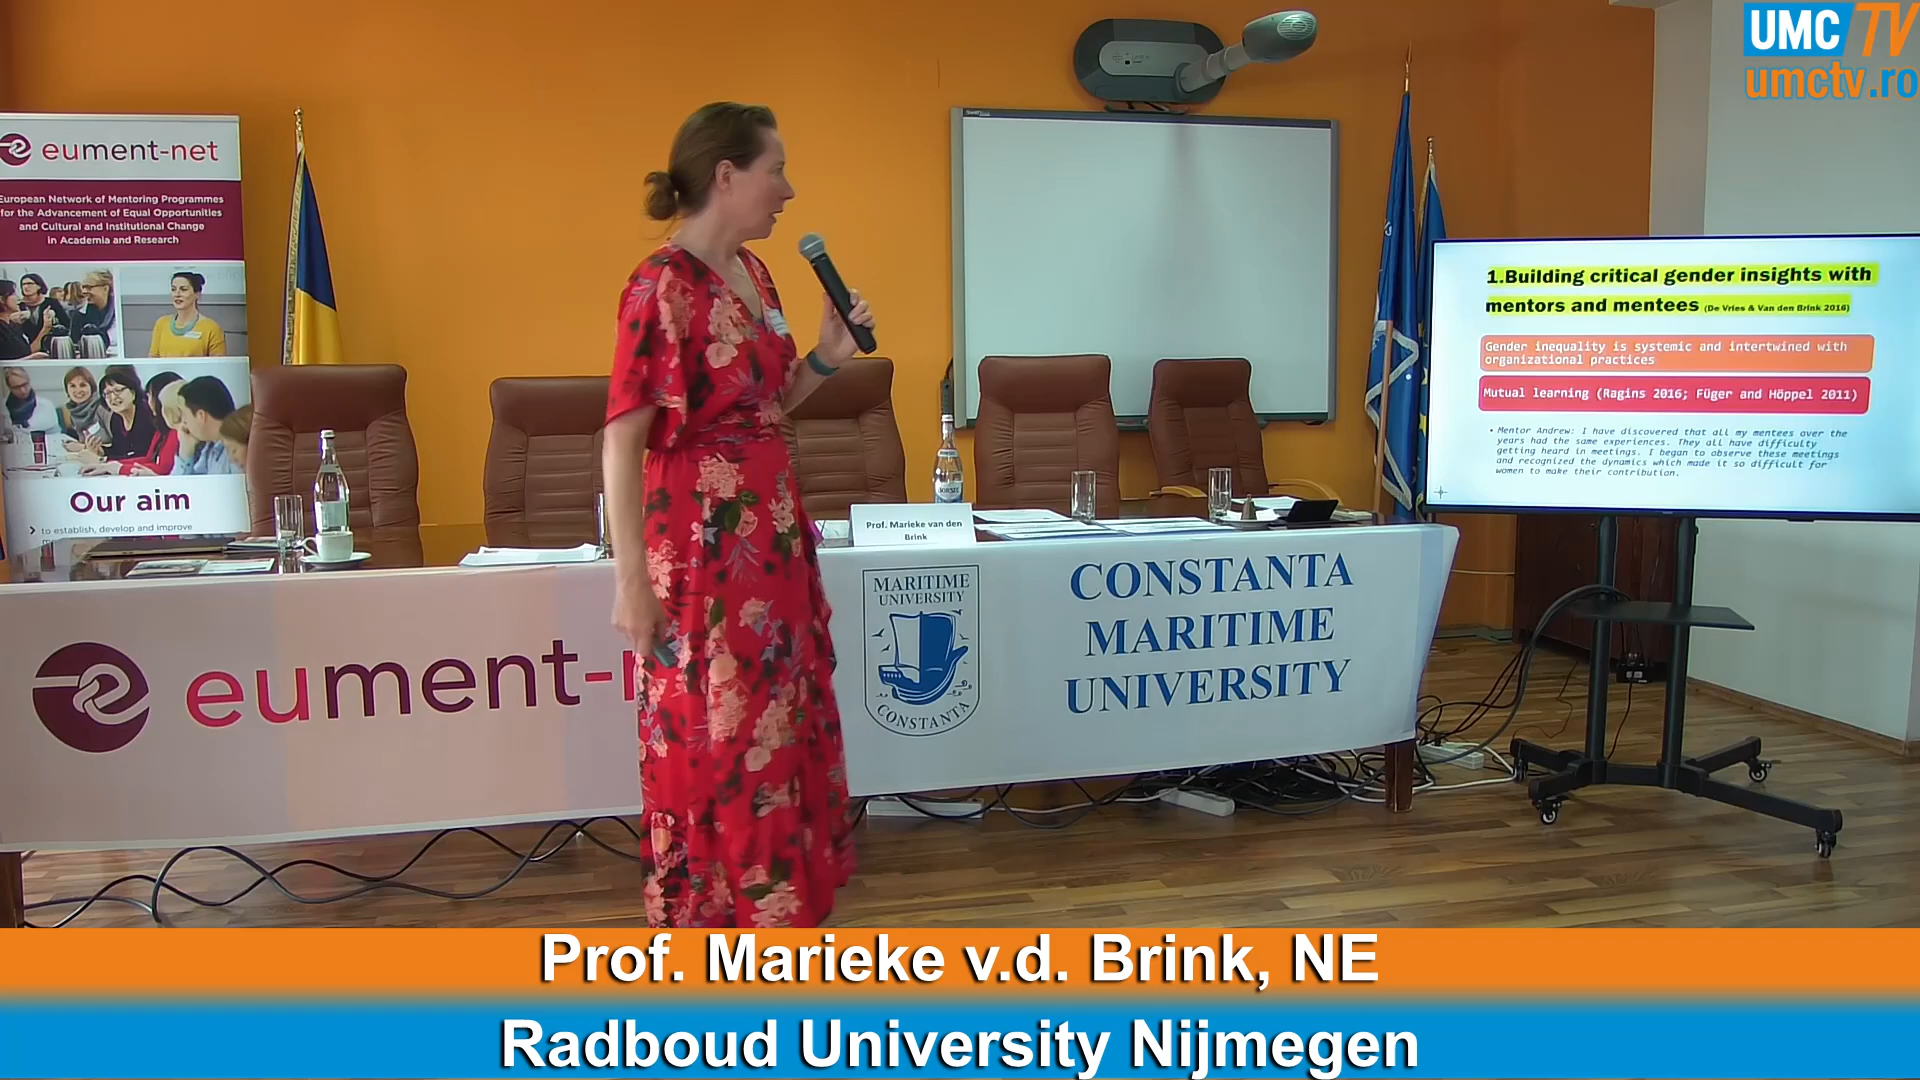 UMC TV
umctv.ro
eument-net
European Network of Mentoring Programmes
for the Advancement of Equal Opportunities
and Cultural and Institutional Change
in Academia and Research
Our aim
to establish, develop and improve
1.Building critical gender insights with
mentors and mentees (De Vries & Van den Brink 2016)
Gender inequality is systemic and intertwined with
organizational practices
Mutual learning (Ragins 2016; Füger and Höppel 2011)
• Mentor Andrew: I have discovered that all my mentees over the
years had the same experiences. They all have difficulty
getting heard in meetings. I began to observe these meetings
and recognized the dynamics which made it so difficult for
women to make their contribution.
BORSEC
Prof. Marieke van den
Brink
eument-n
MARITIME
UNIVERSITY
CONSTANTA
CONSTANTA
MARITIME
UNIVERSITY
Prof. Marieke v.d. Brink, NE
Radboud University Nijmegen